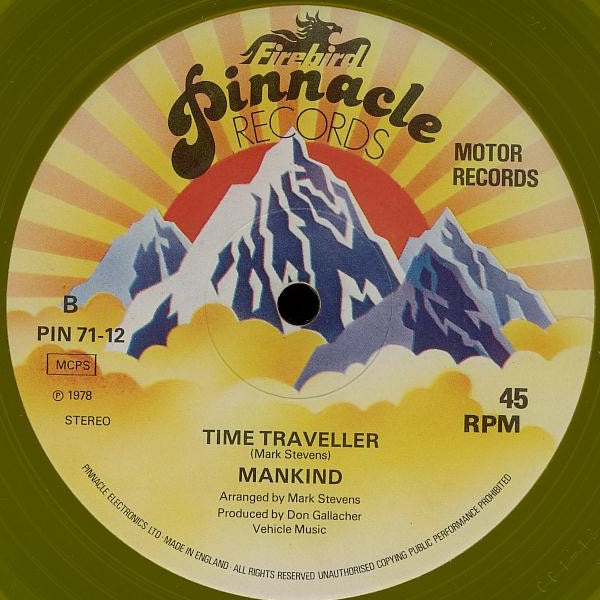 Firebird
Pinnacle
RECORDS
MOTOR
RECORDS
B
PIN 71-12
MCPS
℗ 1978
STEREO
45
RPM
TIME TRAVELLER
(Mark Stevens)
MANKIND
Arranged by Mark Stevens
Produced by Don Gallacher
Vehicle Music
PINNACLE ELECTRONICS LTD · MADE IN ENGLAND · ALL RIGHTS RESERVED UNAUTHORISED COPYING PUBLIC PERFORMANCE PROHIBITED